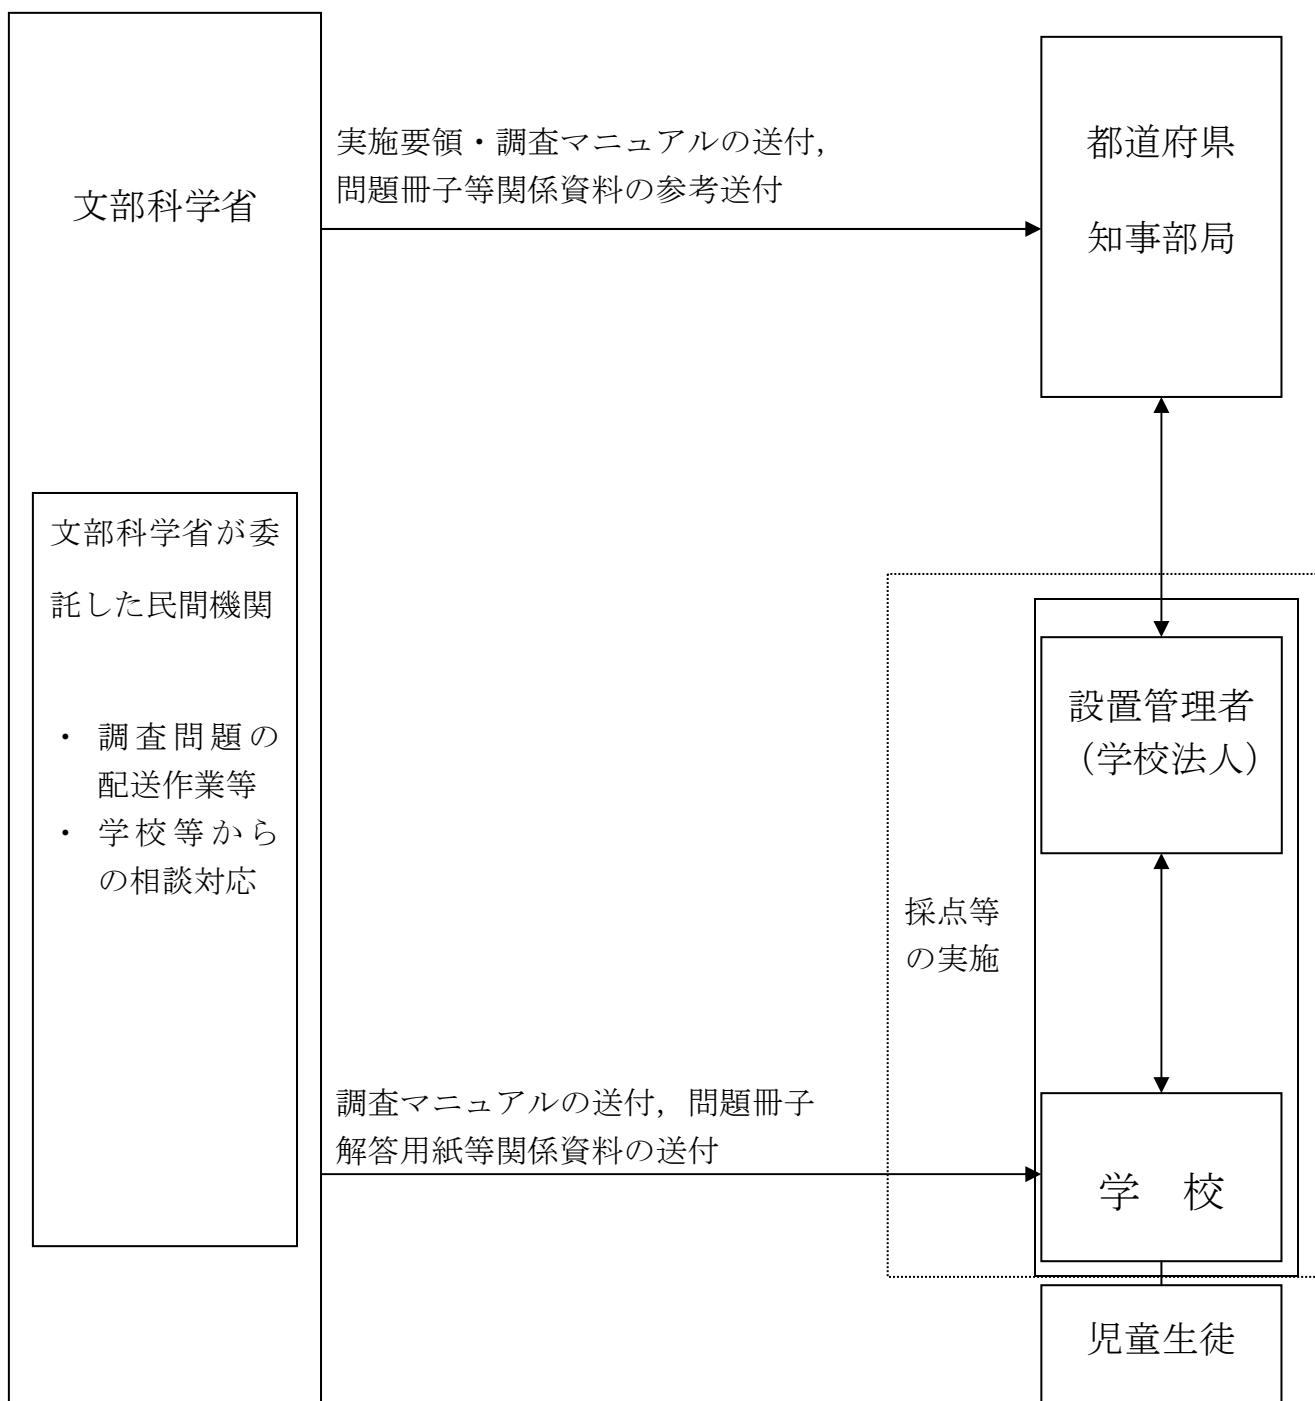 文部科学省
実施要領・調査マニュアルの送付,
問題冊子等関係資料の参考送付
都道府県
知事部局
文部科学省が委
託した民間機関
・ 調査問題の
配送作業等
・ 学校等から
の相談対応
設置管理者
（学校法人）
採点等
の実施
調査マニュアルの送付，問題冊子
解答用紙等関係資料の送付
学　校
児童生徒